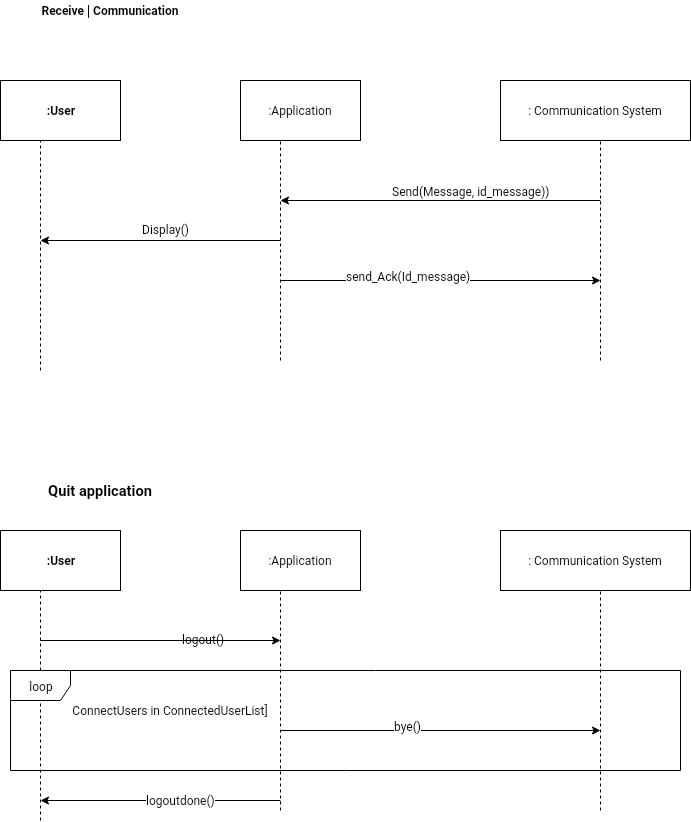 Receive | Communication
:User
:Application
: Communication System
Send(Message, id_message))
Display()
send_Ack(Id_message)
Quit application
:User
:Application
: Communication System
logout()
loop
ConnectUsers in ConnectedUserList]
bye()
logoutdone()